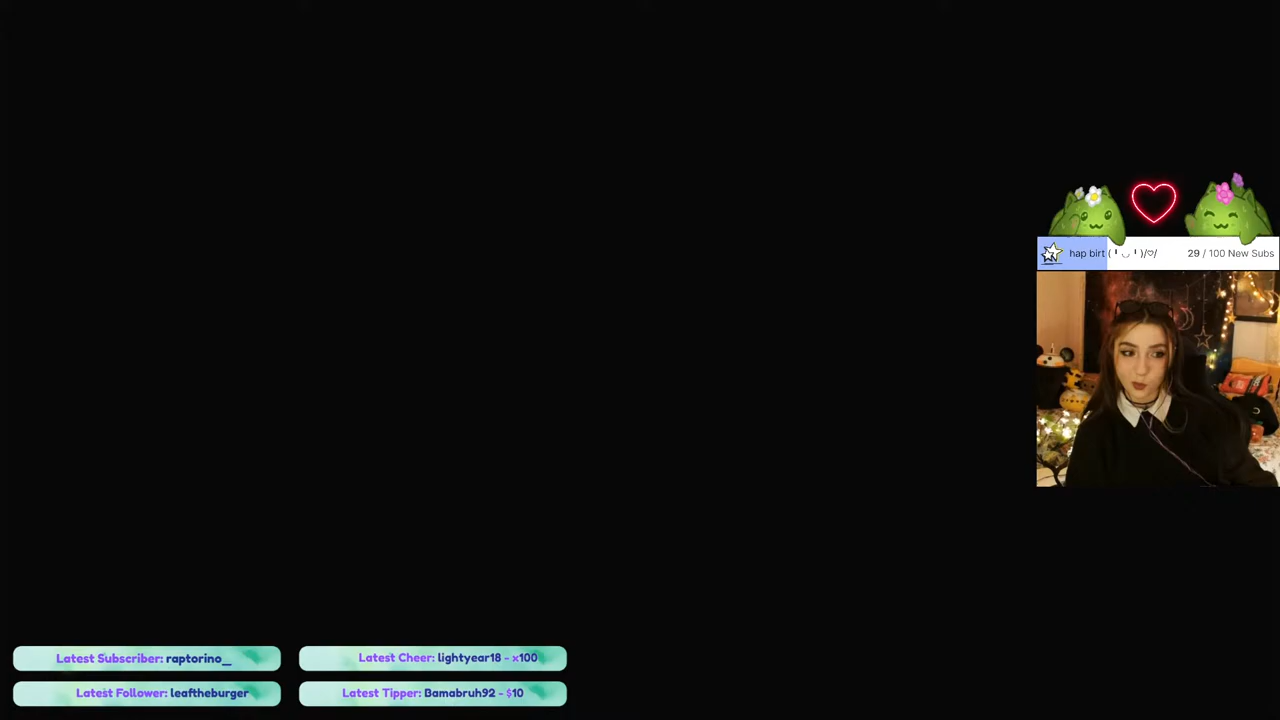 hap birt ( ╹ ◡ ╹ )/♡/ 29 / 100 New Subs
Latest Subscriber: raptorino_
Latest Cheer: lightyear18 - x100
Latest Follower: leaftheburger
Latest Tipper: Bamabruh92 - $10